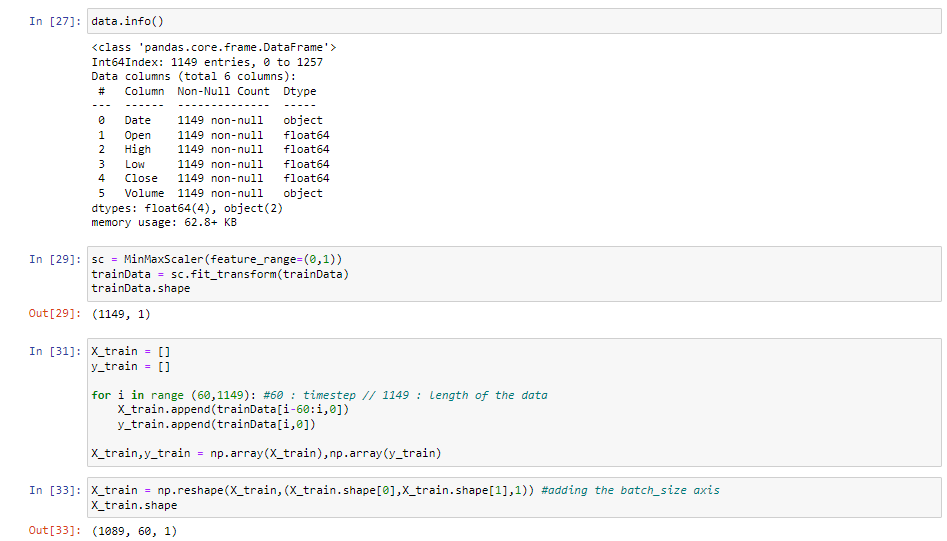 In [27]: data.info()
<class 'pandas.core.frame.DataFrame'>
Int64Index: 1149 entries, 0 to 1257
Data columns (total 6 columns):
 #   Column  Non-Null Count  Dtype
---  ------  --------------  -----
 0   Date    1149 non-null   object
 1   Open    1149 non-null   float64
 2   High    1149 non-null   float64
 3   Low     1149 non-null   float64
 4   Close   1149 non-null   float64
 5   Volume  1149 non-null   object
dtypes: float64(4), object(2)
memory usage: 62.8+ KB
In [29]: sc = MinMaxScaler(feature_range=(0,1))
trainData = sc.fit_transform(trainData)
trainData.shape
Out[29]: (1149, 1)
In [31]: X_train = []
y_train = []
for i in range (60,1149): #60 : timestep // 1149 : length of the data
    X_train.append(trainData[i-60:i,0])
    y_train.append(trainData[i,0])
X_train,y_train = np.array(X_train),np.array(y_train)
In [33]: X_train = np.reshape(X_train,(X_train.shape[0],X_train.shape[1],1)) #adding the batch_size axis
X_train.shape
Out[33]: (1089, 60, 1)